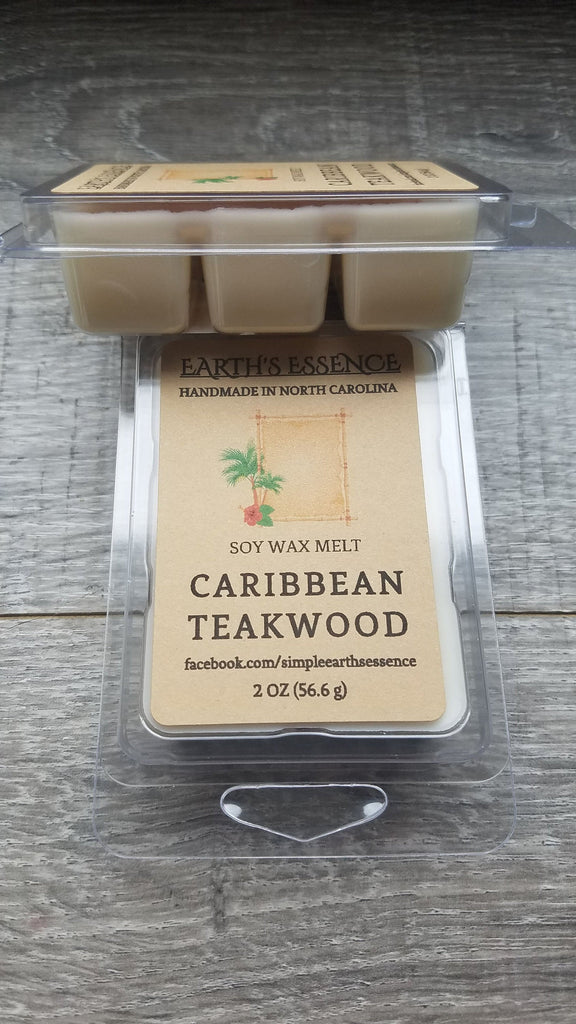 EARTH'S ESSENCE
HANDMADE IN NORTH CAROLINA
SOY WAX MELT
CARIBBEAN
TEAKWOOD
facebook.com/simpleearthsessence
2 OZ (56.6 g)